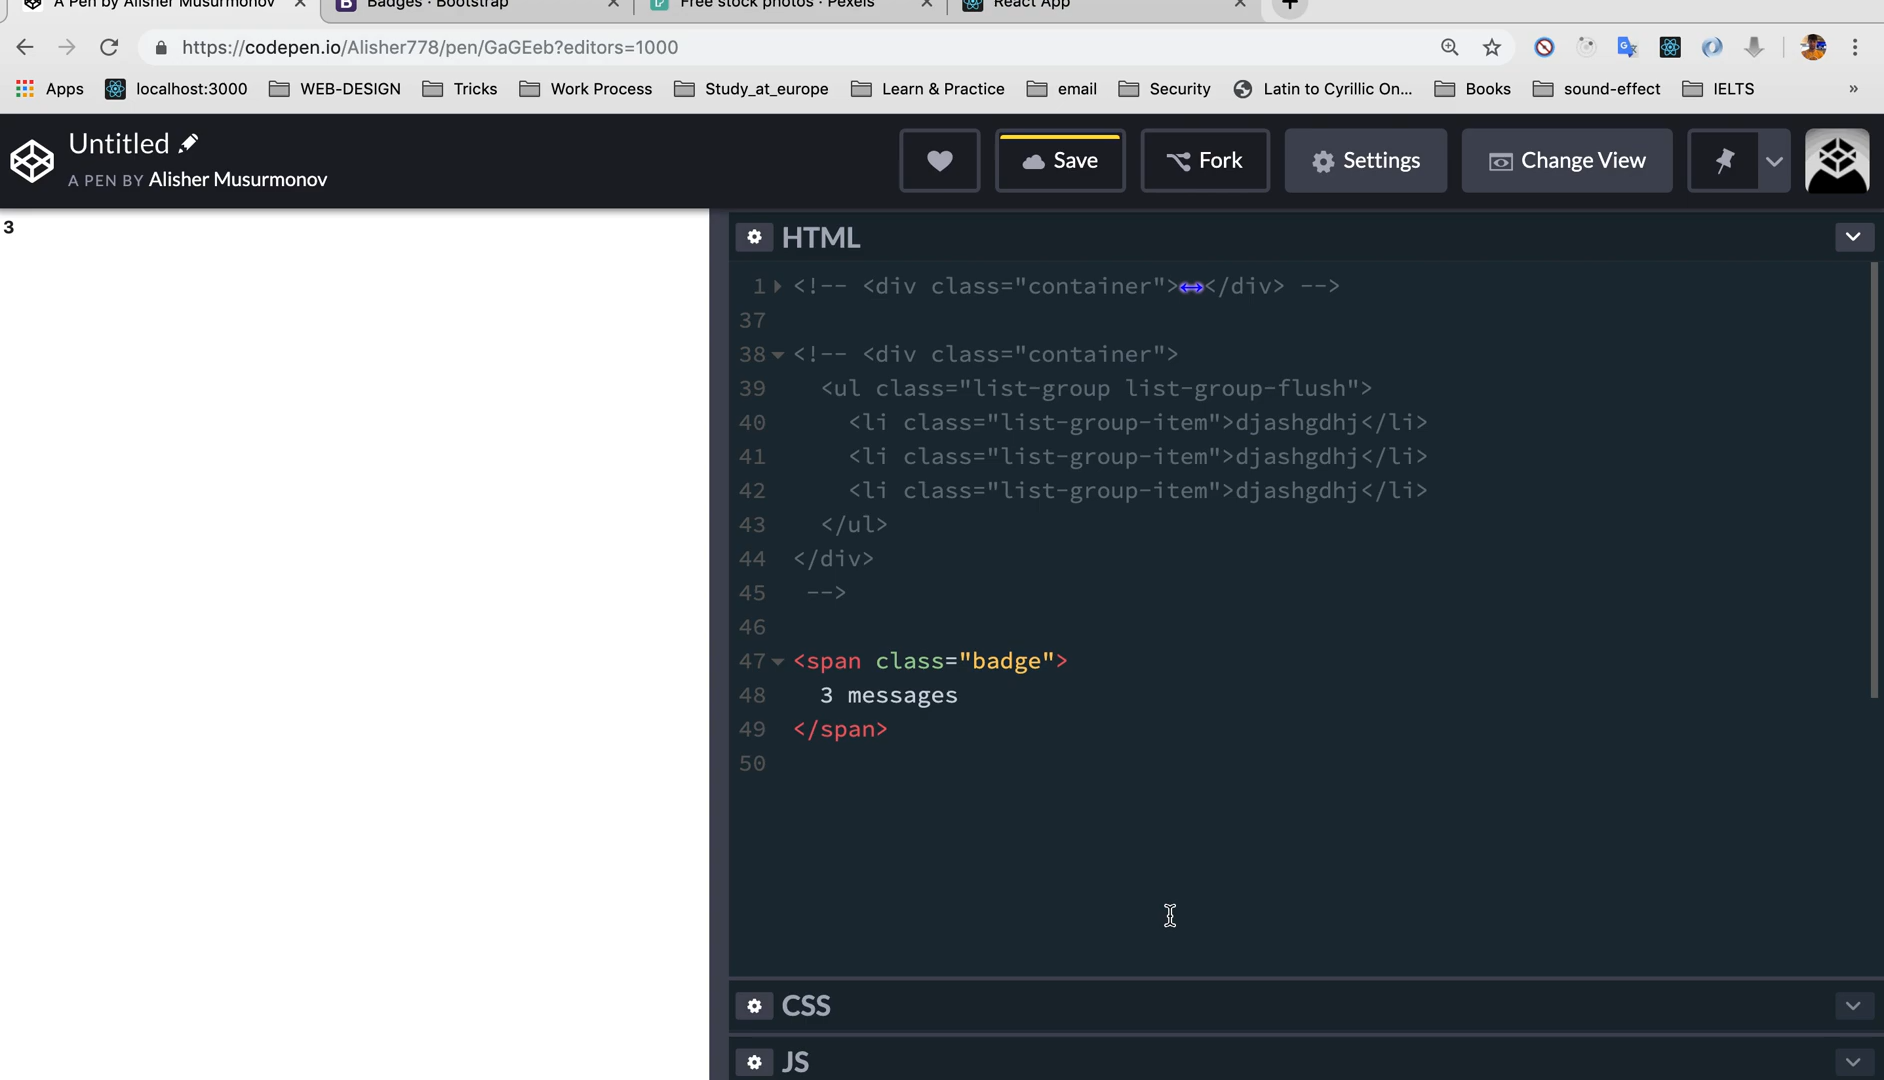 A Pen by Alisher Musurmonov
Badges · Bootstrap
Free stock photos · Pexels
React App
https://codepen.io/Alisher778/pen/GaGEeb?editors=1000
Apps
localhost:3000
WEB-DESIGN
Tricks
Work Process
Study_at_europe
Learn & Practice
email
Security
Latin to Cyrillic On...
Books
sound-effect
IELTS
»
Untitled
A PEN BY Alisher Musurmonov
Save
Fork
Settings
Change View
3
HTML
1 <!-- <div class="container">↔</div> -->
37
38 <!-- <div class="container">
39 <ul class="list-group list-group-flush">
40 <li class="list-group-item">djashgdhj</li>
41 <li class="list-group-item">djashgdhj</li>
42 <li class="list-group-item">djashgdhj</li>
43 </ul>
44 </div>
45 -->
46
47 <span class="badge">
48 3 messages
49 </span>
50
CSS
JS